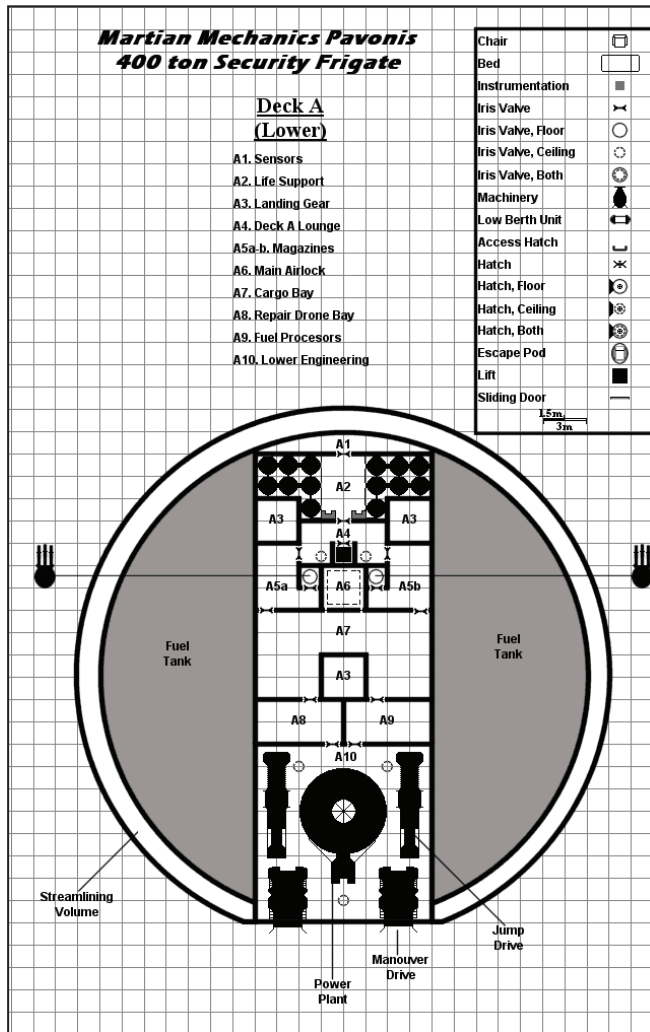 Martian Mechanics Pavonis
400 ton Security Frigate
Deck A
(Lower)
A1. Sensors
A2. Life Support
A3. Landing Gear
A4. Deck A Lounge
A5a-b. Magazines
A6. Main Airlock
A7. Cargo Bay
A8. Repair Drone Bay
A9. Fuel Procesors
A10. Lower Engineering
Chair
Bed
Instrumentation
Iris Valve
Iris Valve, Floor
Iris Valve, Ceiling
Iris Valve, Both
Machinery
Low Berth Unit
Access Hatch
Hatch
Hatch, Floor
Hatch, Ceiling
Hatch, Both
Escape Pod
Lift
Sliding Door
1.5m
3m
A1
A2
A3
A4
A3
A5a
A6
A5b
A7
Fuel
Tank
Fuel
Tank
A3
A8
A9
A10
Streamlining
Volume
Jump
Drive
Manouver
Drive
Power
Plant